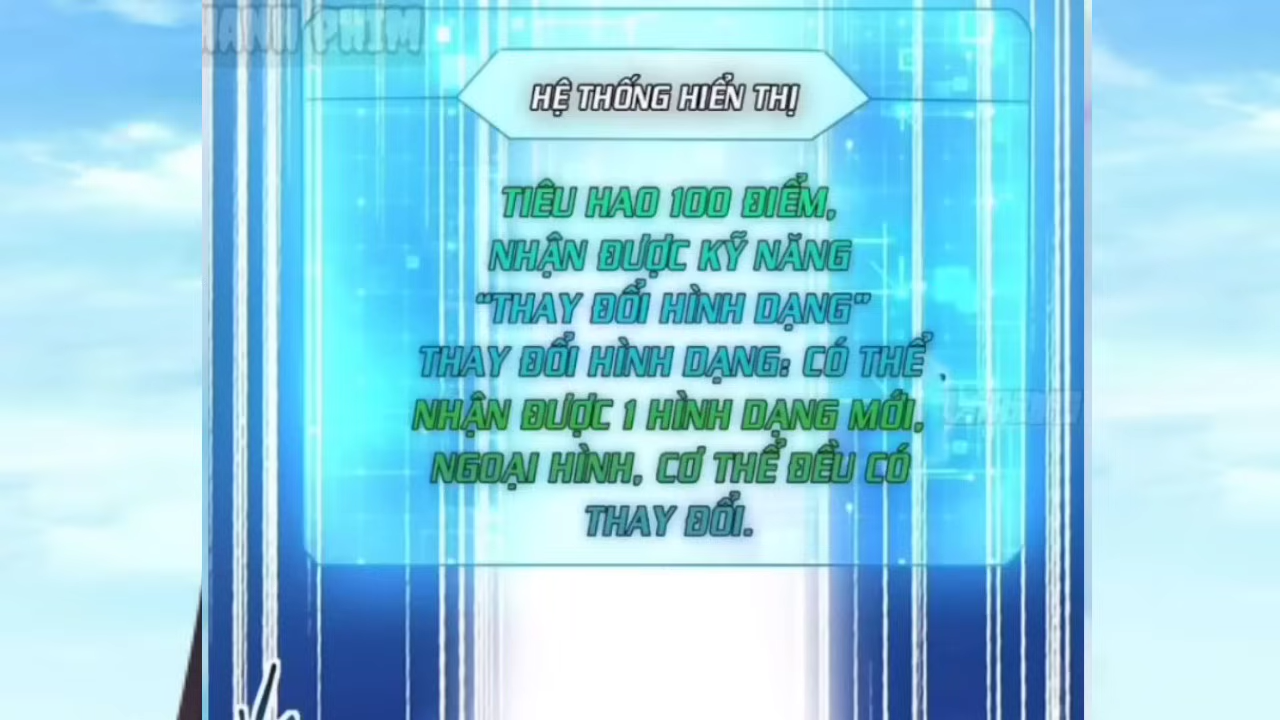 HỆ THỐNG HIỂN THỊ
TIÊU HAO 100 ĐIỂM,
NHẬN ĐƯỢC KỸ NĂNG
“THAY ĐỔI HÌNH DẠNG”
THAY ĐỔI HÌNH DẠNG: CÓ THỂ
NHẬN ĐƯỢC 1 HÌNH DẠNG MỚI,
NGOẠI HÌNH, CƠ THỂ ĐỀU CÓ
THAY ĐỔI.